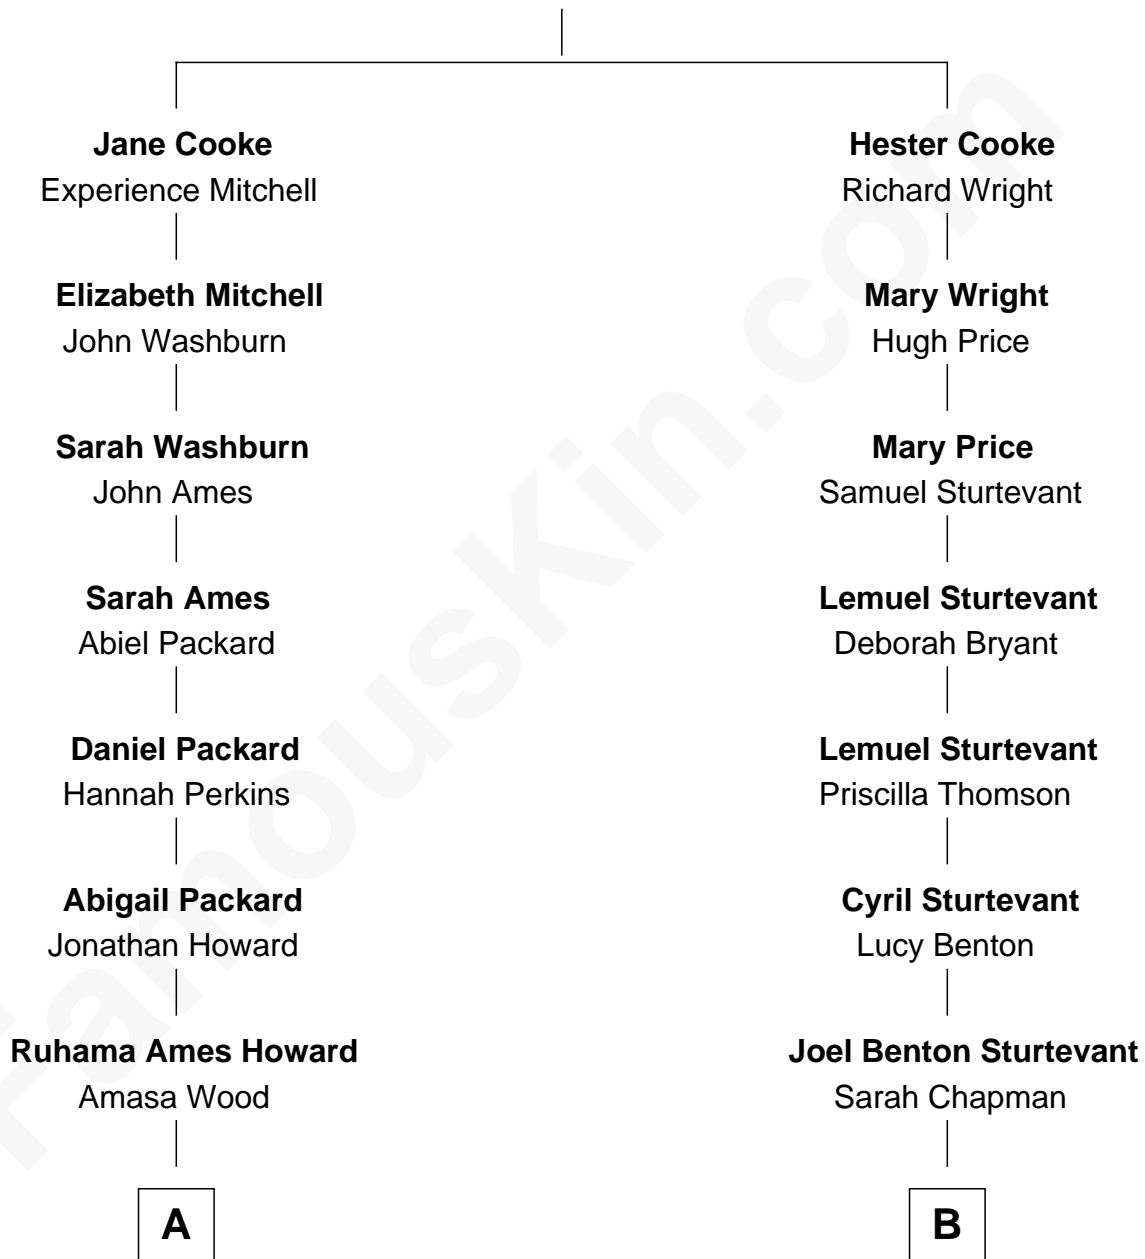 Jane Cooke
Experience Mitchell
Elizabeth Mitchell
John Washburn
Sarah Washburn
John Ames
Sarah Ames
Abiel Packard
Daniel Packard
Hannah Perkins
Abigail Packard
Jonathan Howard
Ruhama Ames Howard
Amasa Wood
A
Hester Cooke
Richard Wright
Mary Wright
Hugh Price
Mary Price
Samuel Sturtevant
Lemuel Sturtevant
Deborah Bryant
Lemuel Sturtevant
Priscilla Thomson
Cyril Sturtevant
Lucy Benton
Joel Benton Sturtevant
Sarah Chapman
B
FamousKin.com